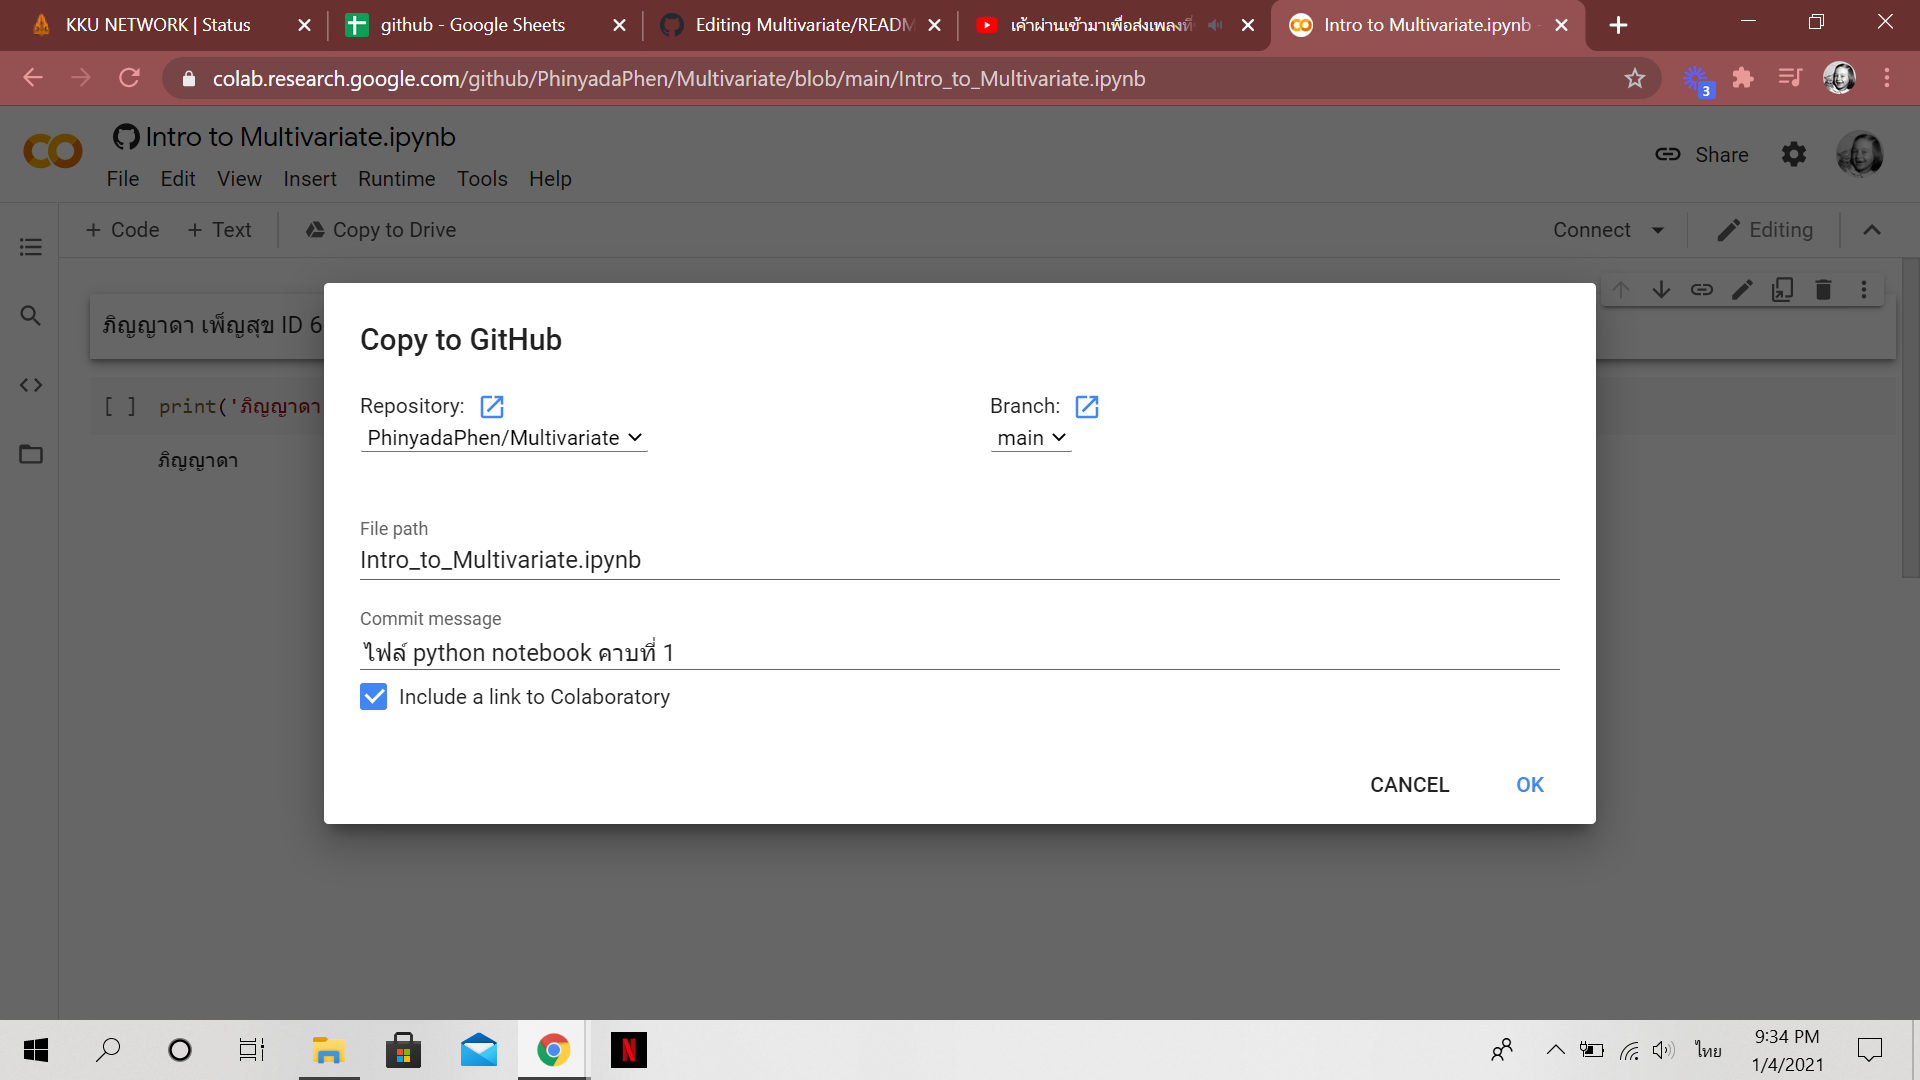 KKU NETWORK | Status
github - Google Sheets
Editing Multivariate/READM
เค้าผ่านเข้ามาเพื่อส่งเพลงที่
Intro to Multivariate.ipynb -
colab.research.google.com/github/PhinyadaPhen/Multivariate/blob/main/Intro_to_Multivariate.ipynb
3
Intro to Multivariate.ipynb
File Edit View Insert Runtime Tools Help
Share
+ Code + Text Copy to Drive
Connect
Editing
ภิญญาดา เพ็ญสุข ID 6
[ ] print('ภิญญาดา
ภิญญาดา
Copy to GitHub
Repository:
PhinyadaPhen/Multivariate
Branch:
main
File path
Intro_to_Multivariate.ipynb
Commit message
ไฟล์ python notebook คาบที่ 1
Include a link to Colaboratory
CANCEL OK
N
ไทย
9:34 PM
1/4/2021